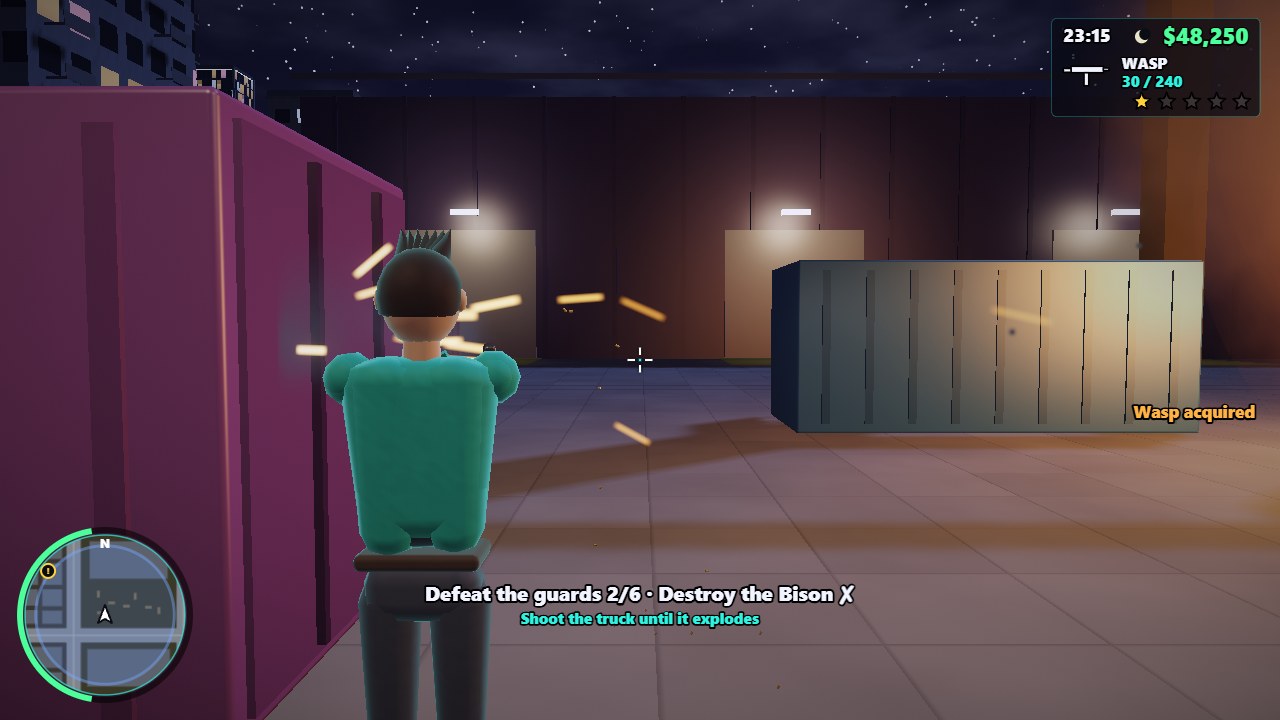 23:15 $48,250
WASP
30 / 240
Wasp acquired
N
!
Defeat the guards 2/6 · Destroy the Bison ✗
Shoot the truck until it explodes